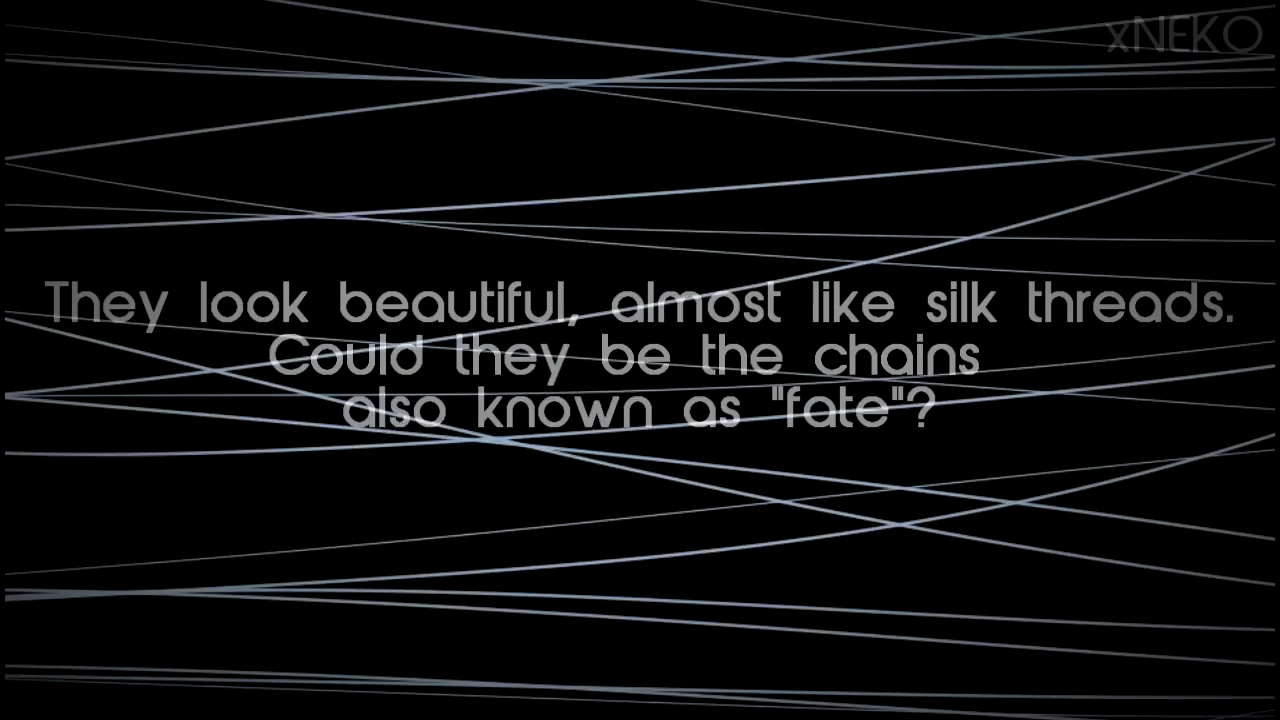 xNEKO
They look beautiful, almost like silk threads.
Could they be the chains
also known as "fate"?